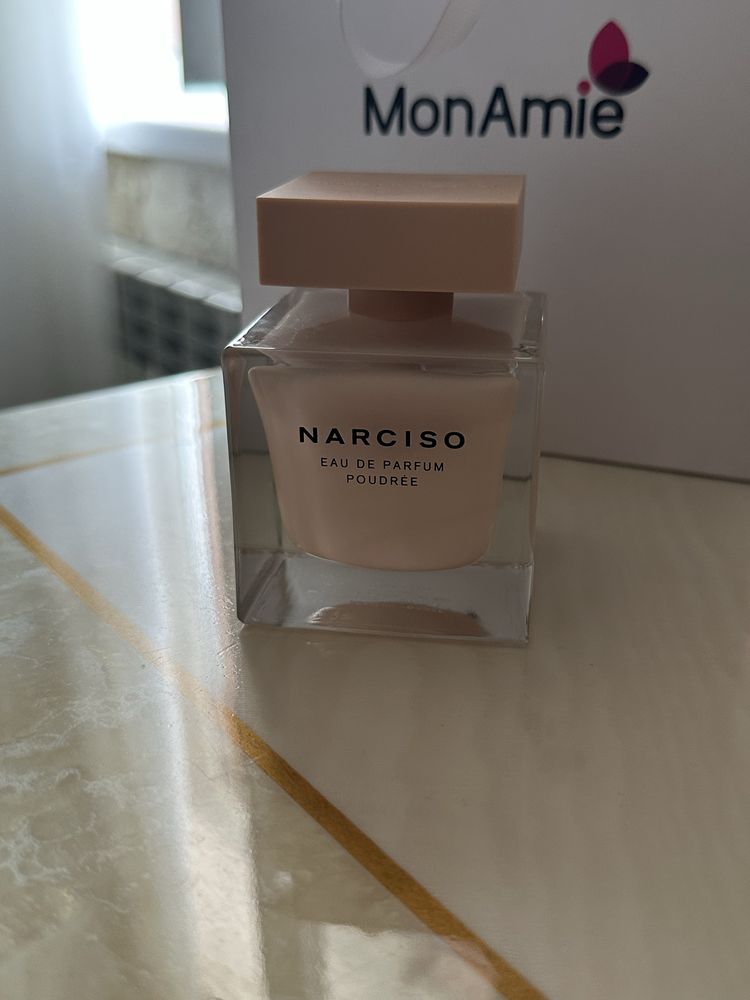 MonAmie
NARCISO
EAU DE PARFUM
POUDRÉE